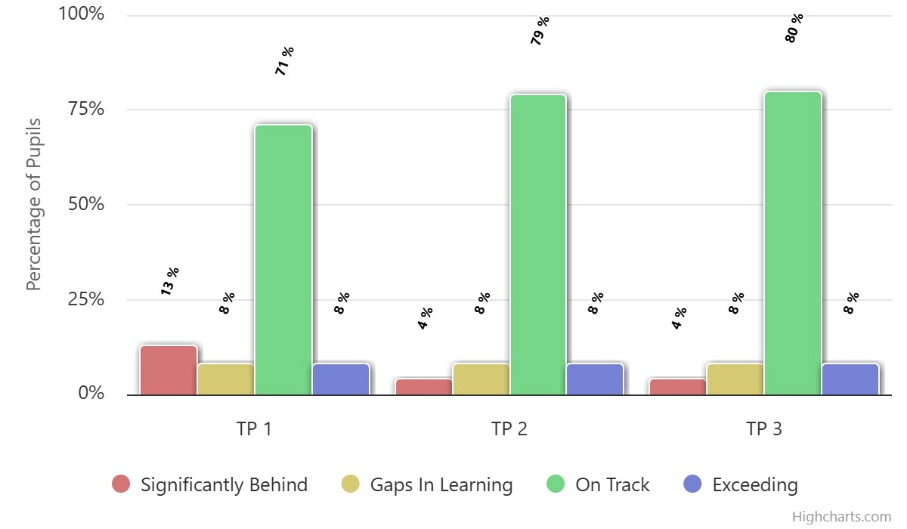 100%
75%
50%
25%
0%
Percentage of Pupils
13 %
8 %
71 %
8 %
4 %
8 %
79 %
8 %
4 %
8 %
80 %
8 %
TP 1
TP 2
TP 3
Significantly Behind
Gaps In Learning
On Track
Exceeding
Highcharts.com